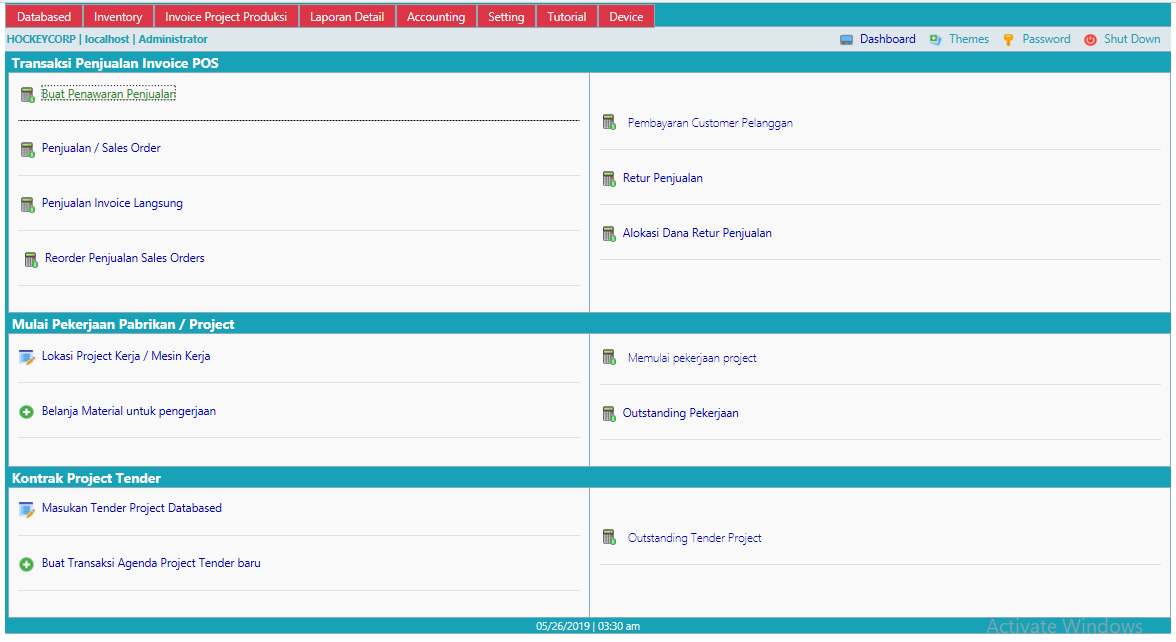 Databased Inventory Invoice Project Produksi Laporan Detail Accounting Setting Tutorial Device
HOCKEYCORP | localhost | Administrator Dashboard Themes Password Shut Down
Transaksi Penjualan Invoice POS
Buat Penawaran Penjualan
Penjualan / Sales Order
Penjualan Invoice Langsung
Reorder Penjualan Sales Orders
Pembayaran Customer Pelanggan
Retur Penjualan
Alokasi Dana Retur Penjualan
Mulai Pekerjaan Pabrikan / Project
Lokasi Project Kerja / Mesin Kerja
Belanja Material untuk pengerjaan
Memulai pekerjaan project
Outstanding Pekerjaan
Kontrak Project Tender
Masukan Tender Project Databased
Buat Transaksi Agenda Project Tender baru
Outstanding Tender Project
05/26/2019 | 03:30 am
Activate Windows